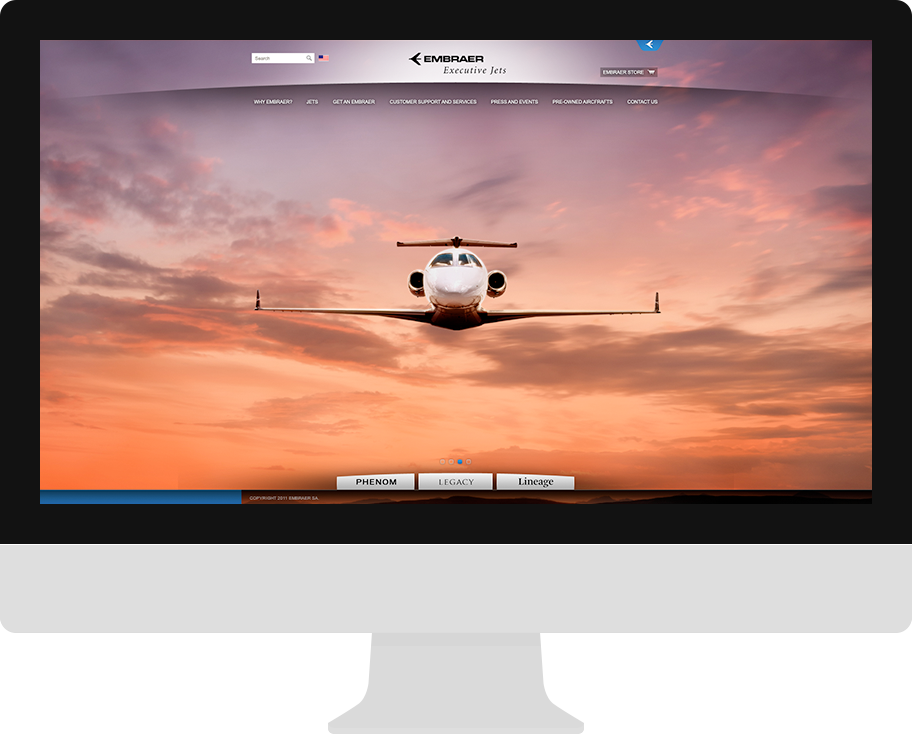 Search
EMBRAER
Executive Jets
EMBRAER STORE
WHY EMBRAER? JETS GET AN EMBRAER CUSTOMER SUPPORT AND SERVICES PRESS AND EVENTS PRE-OWNED AIRCFRAFTS CONTACT US
PHENOM LEGACY Lineage
COPYRIGHT 2011 EMBRAER SA.